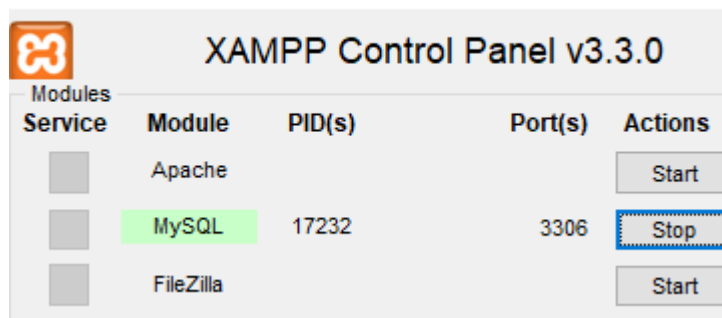 XAMPP Control Panel v3.3.0
Modules
Service Module PID(s) Port(s) Actions
Apache Start
MySQL 17232 3306 Stop
FileZilla Start